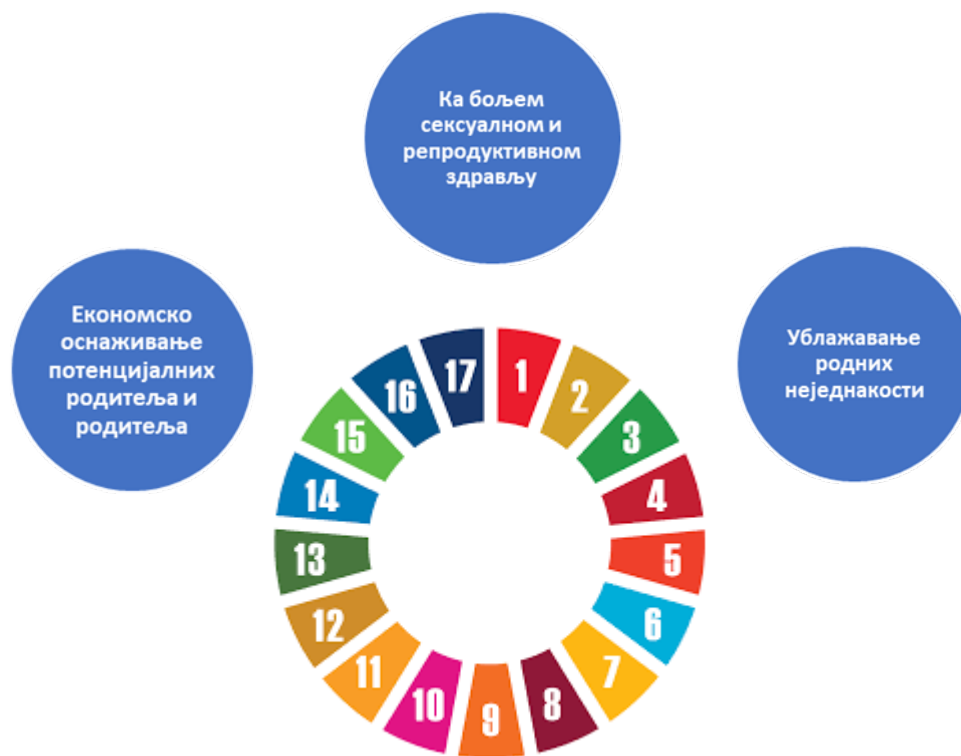 Ка бољем
сексуалном и
репродуктивном
здрављу
Економско
оснаживање
потенцијалних
родитеља и
родитеља
Ублажавање
родних
неједнакости
1
2
3
4
5
6
7
8
9
10
11
12
13
14
15
16
17